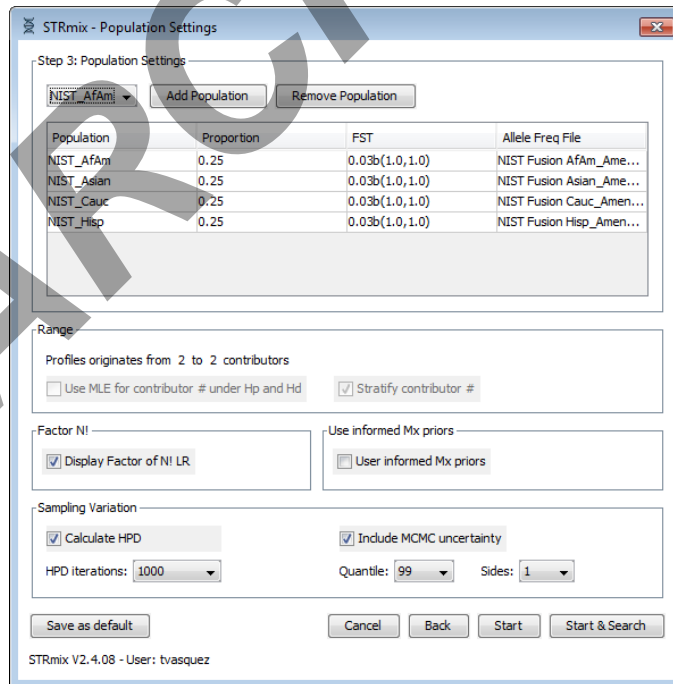 STRmix - Population Settings
Step 3: Population Settings
NIST_AfAm Add Population Remove Population
Population Proportion FST Allele Freq File
NIST_AfAm 0.25 0.03b(1.0,1.0) NIST Fusion AfAm_Ame...
NIST_Asian 0.25 0.03b(1.0,1.0) NIST Fusion Asian_Ame...
NIST_Cauc 0.25 0.03b(1.0,1.0) NIST Fusion Cauc_Amen...
NIST_Hisp 0.25 0.03b(1.0,1.0) NIST Fusion Hisp_Amen...
Range
Profiles originates from 2 to 2 contributors
Use MLE for contributor # under Hp and Hd Stratify contributor #
Factor N! Use informed Mx priors
Display Factor of N! LR User informed Mx priors
Sampling Variation
Calculate HPD Include MCMC uncertainty
HPD iterations: 1000 Quantile: 99 Sides: 1
Save as default Cancel Back Start Start & Search
STRmix V2.4.08 - User: tvasquez